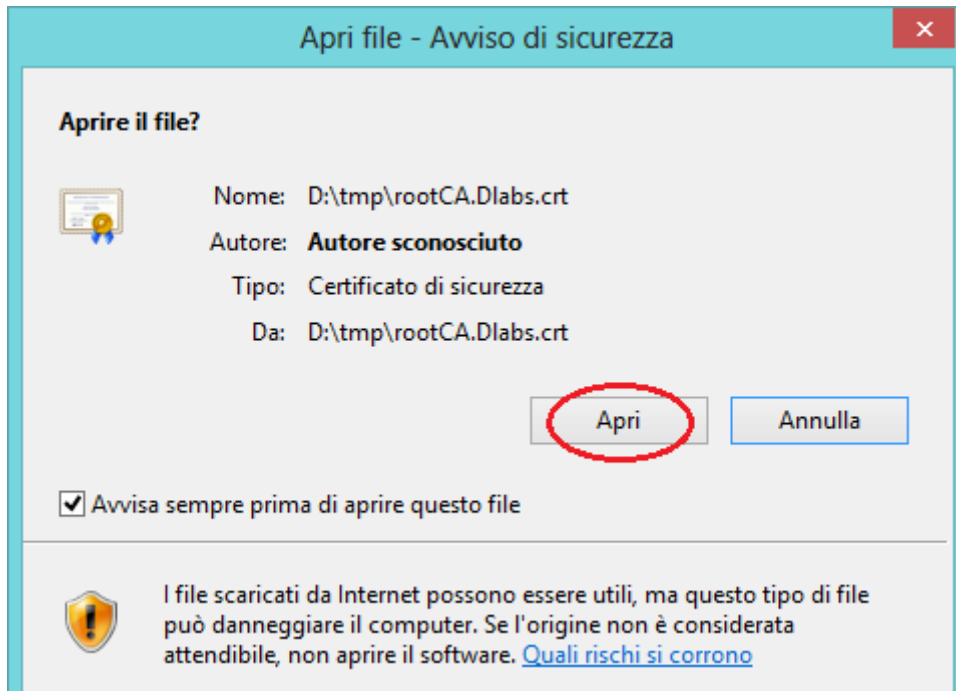 Apri file - Avviso di sicurezza
Aprire il file?
Nome: D:\tmp\rootCA.Dlabs.crt
Autore: Autore sconosciuto
Tipo: Certificato di sicurezza
Da: D:\tmp\rootCA.Dlabs.crt
Apri Annulla
Avvisa sempre prima di aprire questo file
I file scaricati da Internet possono essere utili, ma questo tipo di file
può danneggiare il computer. Se l'origine non è considerata
attendibile, non aprire il software. Quali rischi si corrono